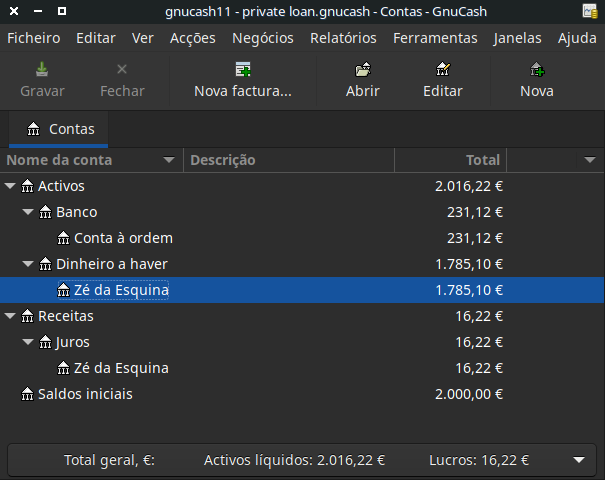 gnucash11 - private loan.gnucash - Contas - GnuCash
Ficheiro Editar Ver Acções Negócios Relatórios Ferramentas Janelas Ajuda
Gravar Fechar Nova factura... Abrir Editar Nova
Contas
Nome da conta Descrição Total
Activos 2.016,22 €
Banco 231,12 €
Conta à ordem 231,12 €
Dinheiro a haver 1.785,10 €
Zé da Esquina 1.785,10 €
Receitas 16,22 €
Juros 16,22 €
Zé da Esquina 16,22 €
Saldos iniciais 2.000,00 €
Total geral, €: Activos líquidos: 2.016,22 € Lucros: 16,22 €